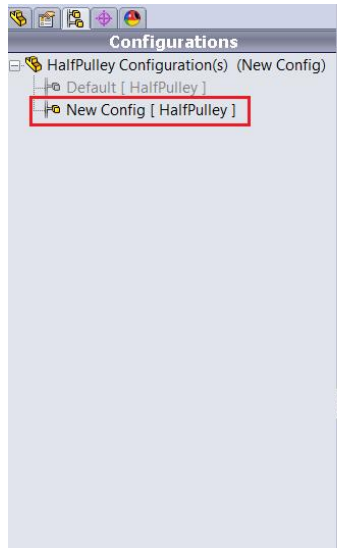 Configurations
HalfPulley Configuration(s) (New Config)
Default [ HalfPulley ]
New Config [ HalfPulley ]